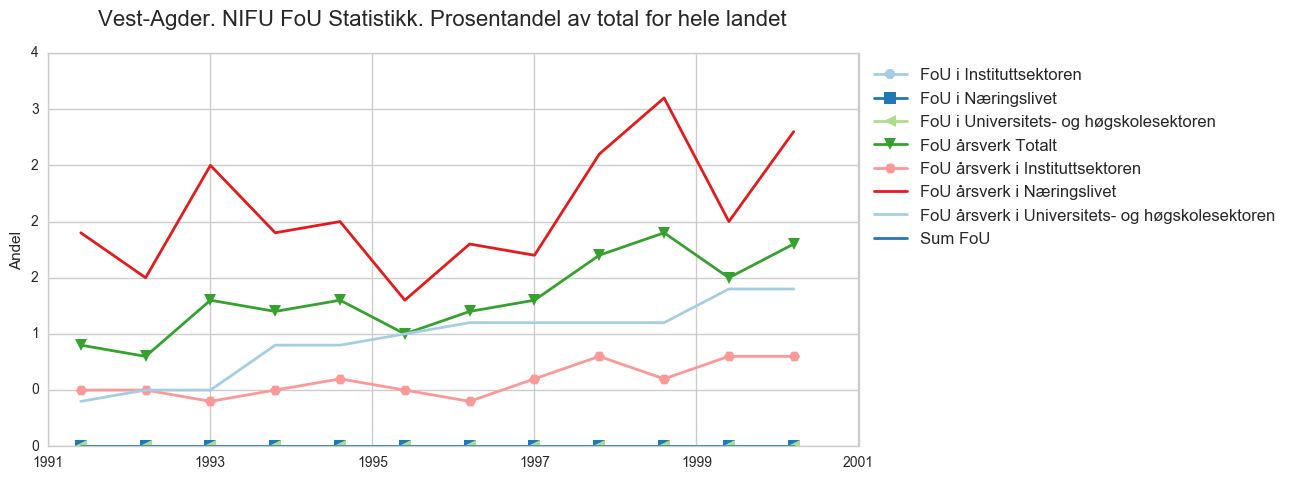 Vest-Agder. NIFU FoU Statistikk. Prosentandel av total for hele landet
4
3
2
2
2
1
0
0
Andel
1991
1993
1995
1997
1999
2001
FoU i Instituttsektoren
FoU i Næringslivet
FoU i Universitets- og høgskolesektoren
FoU årsverk Totalt
FoU årsverk i Instituttsektoren
FoU årsverk i Næringslivet
FoU årsverk i Universitets- og høgskolesektoren
Sum FoU